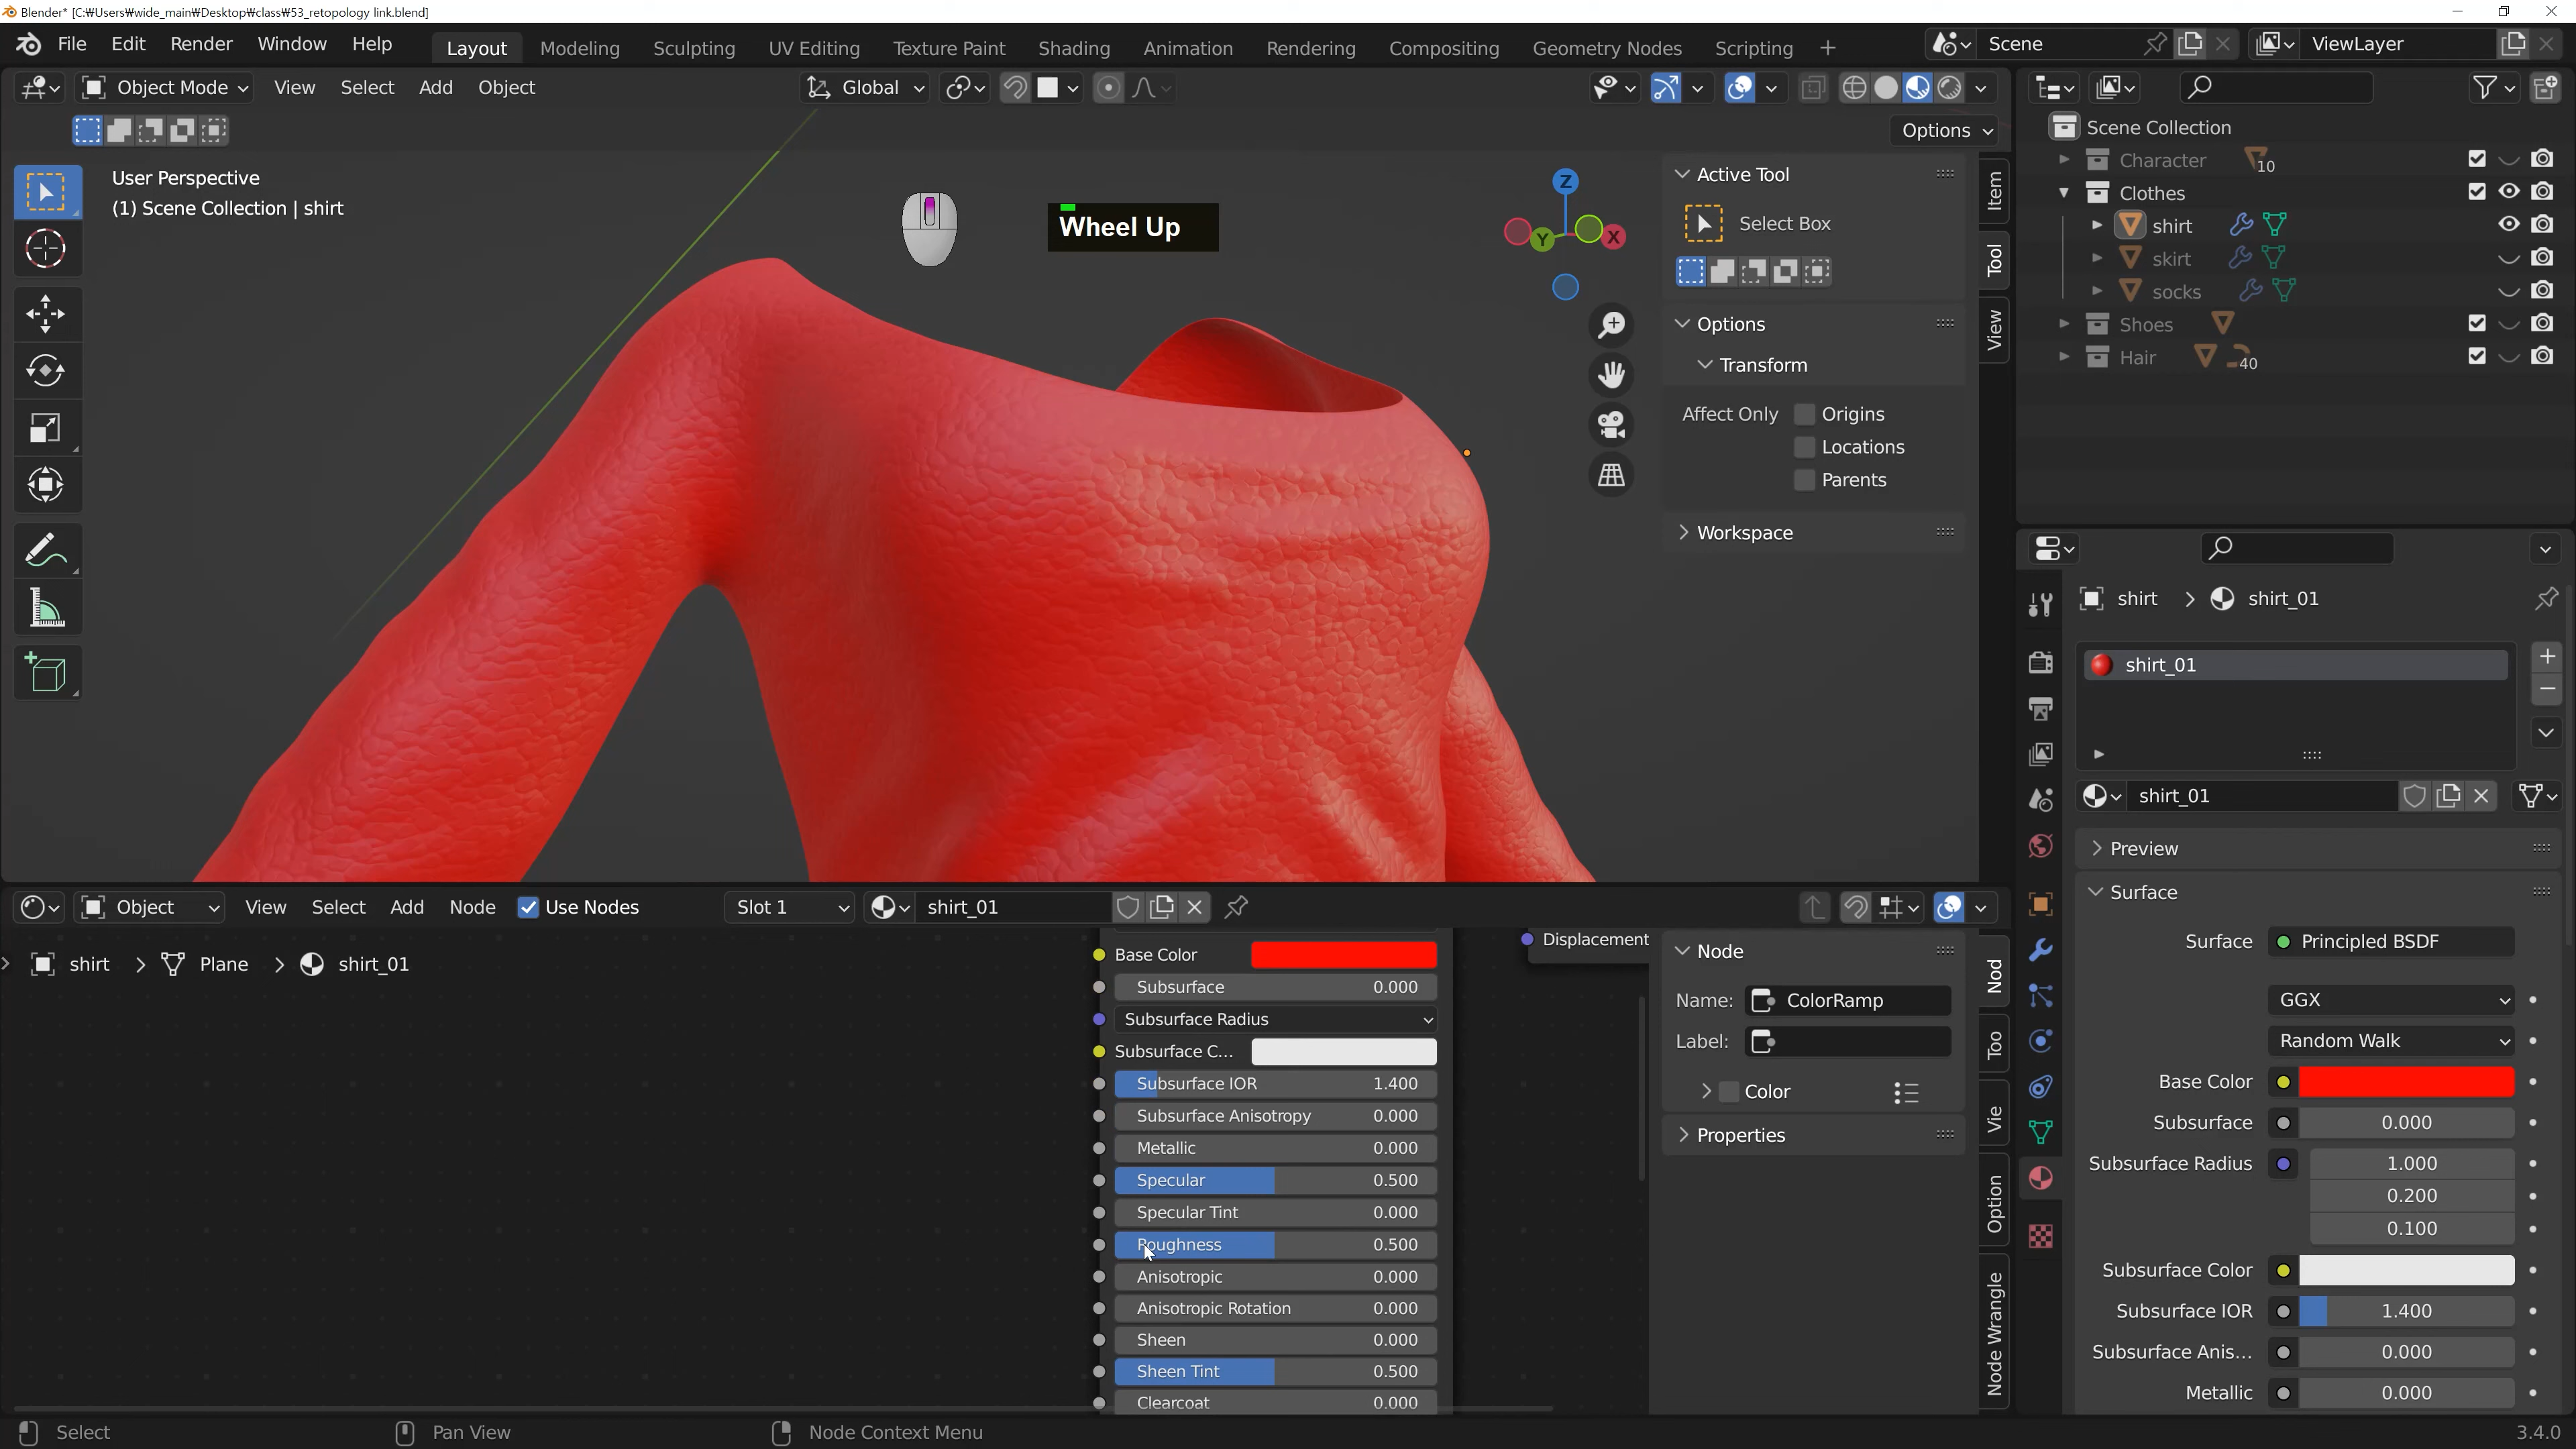 Blender* [C:₩Users₩wide_main₩Desktop₩class₩53_retopology link.blend]
File Edit Render Window Help
Layout Modeling Sculpting UV Editing Texture Paint Shading Animation Rendering Compositing Geometry Nodes Scripting +
Scene
ViewLayer
Object Mode View Select Add Object
Global
Options
User Perspective
(1) Scene Collection | shirt
Wheel Up
Z
Y
X
Active Tool
Select Box
Options
Transform
Affect Only Origins
Locations
Parents
Workspace
Item
Tool
View
Scene Collection
Character 10
Clothes
shirt
skirt
socks
Shoes
Hair 40
shirt > shirt_01
shirt_01
shirt_01
Preview
Surface
Surface Principled BSDF
GGX
Random Walk
Base Color
Subsurface 0.000
Subsurface Radius 1.000
0.200
0.100
Subsurface Color
Subsurface IOR 1.400
Subsurface Anis... 0.000
Metallic 0.000
Object View Select Add Node Use Nodes
Slot 1
shirt_01
shirt > Plane > shirt_01
Base Color
Subsurface 0.000
Subsurface Radius
Subsurface C...
Subsurface IOR 1.400
Subsurface Anisotropy 0.000
Metallic 0.000
Specular 0.500
Specular Tint 0.000
Roughness 0.500
Anisotropic 0.000
Anisotropic Rotation 0.000
Sheen 0.000
Sheen Tint 0.500
Clearcoat 0.000
Displacement
Node
Name: ColorRamp
Label:
Color
Properties
Nod
Too
Vie
Option
Node Wrangle
Select
Pan View
Node Context Menu
3.4.0